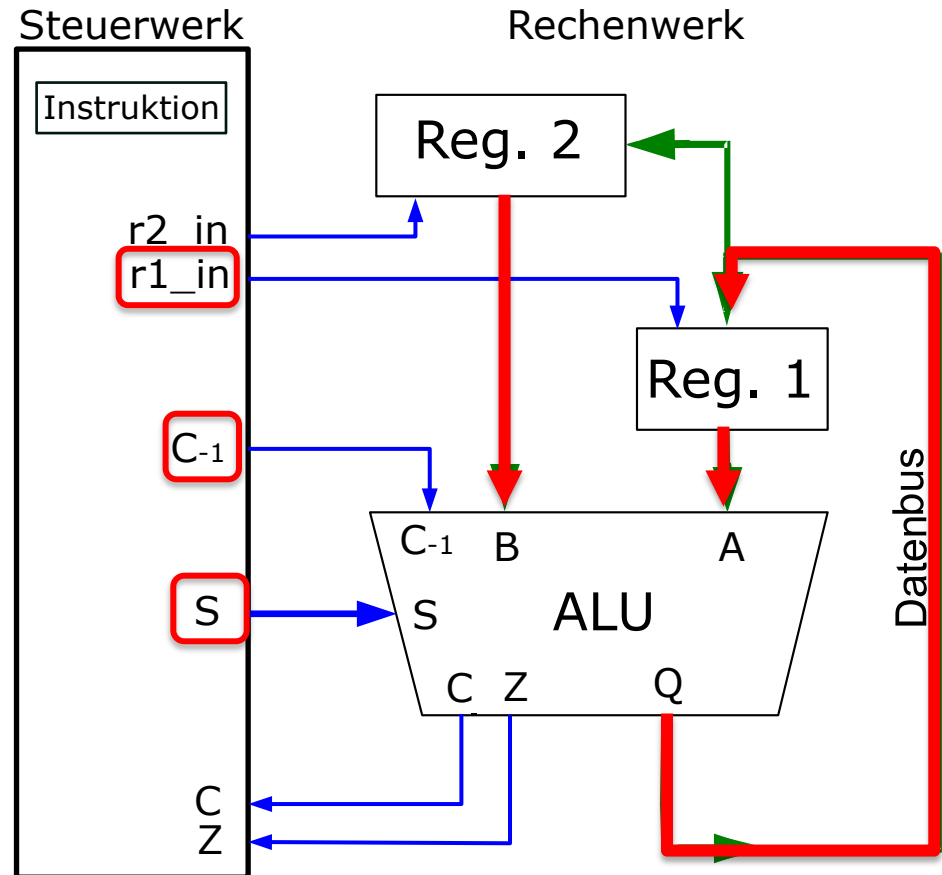 Steuerwerk
Rechenwerk
Instruktion
Reg. 2
r2_in
r1_in
Reg. 1
C-1
C-1
B
A
S
S
ALU
Datenbus
C
Z
Q
C
Z